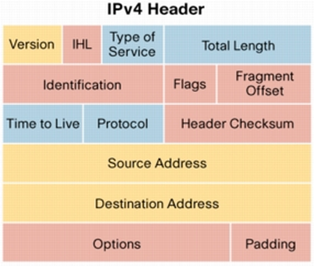 IPv4 Header
Version IHL Type of Service Total Length
Identification Flags Fragment Offset
Time to Live Protocol Header Checksum
Source Address
Destination Address
Options Padding